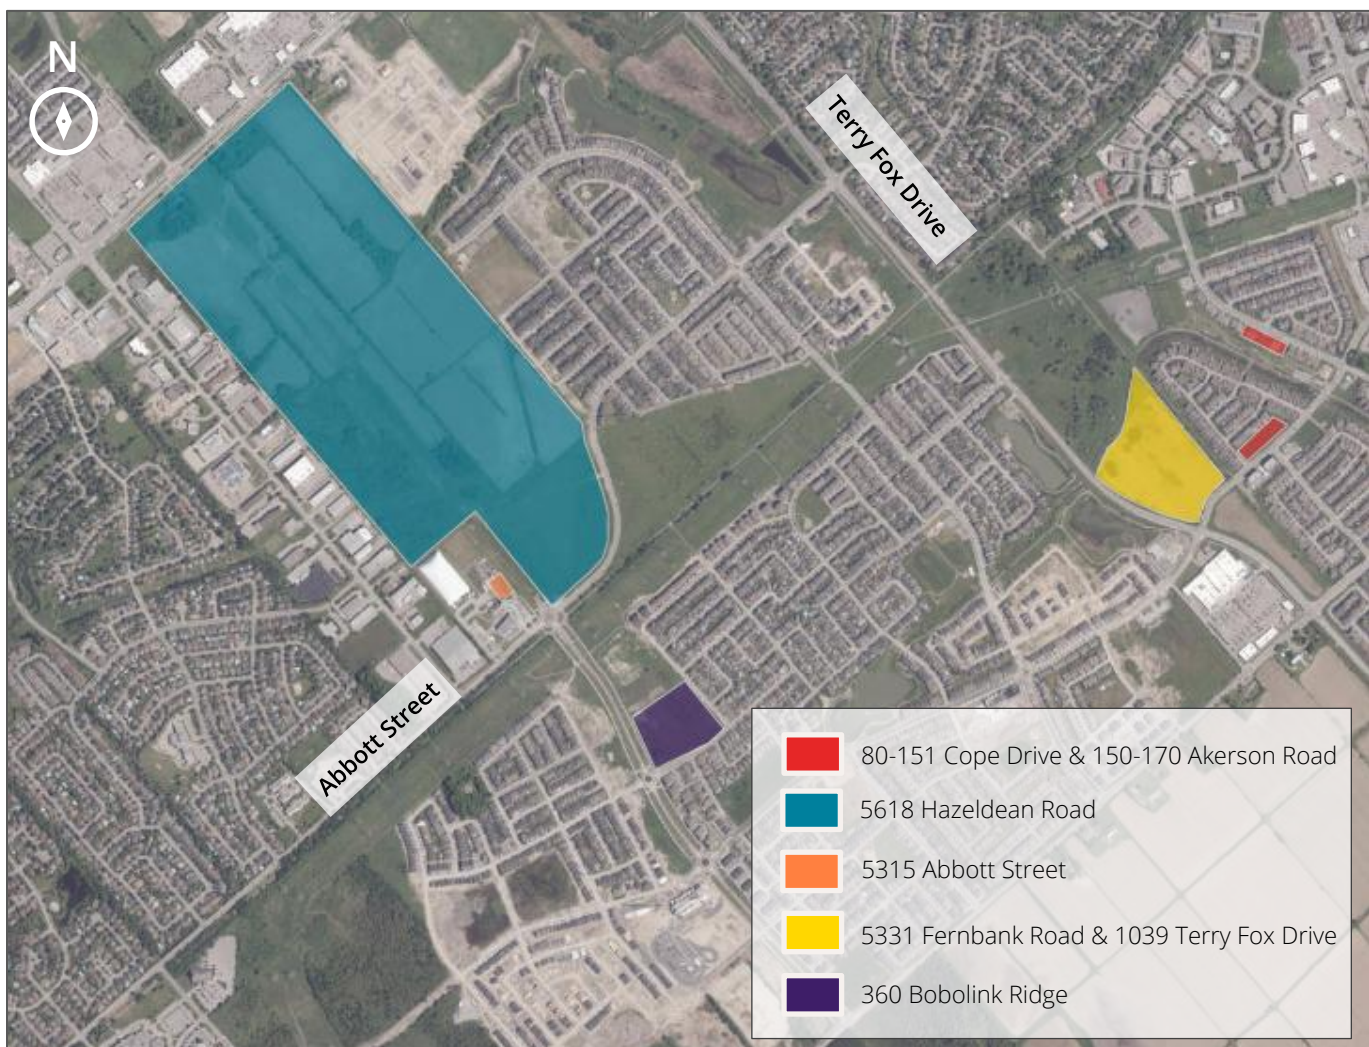 N
Terry Fox Drive
Abbott Street
80-151 Cope Drive & 150-170 Akerson Road
5618 Hazeldean Road
5315 Abbott Street
5331 Fernbank Road & 1039 Terry Fox Drive
360 Bobolink Ridge